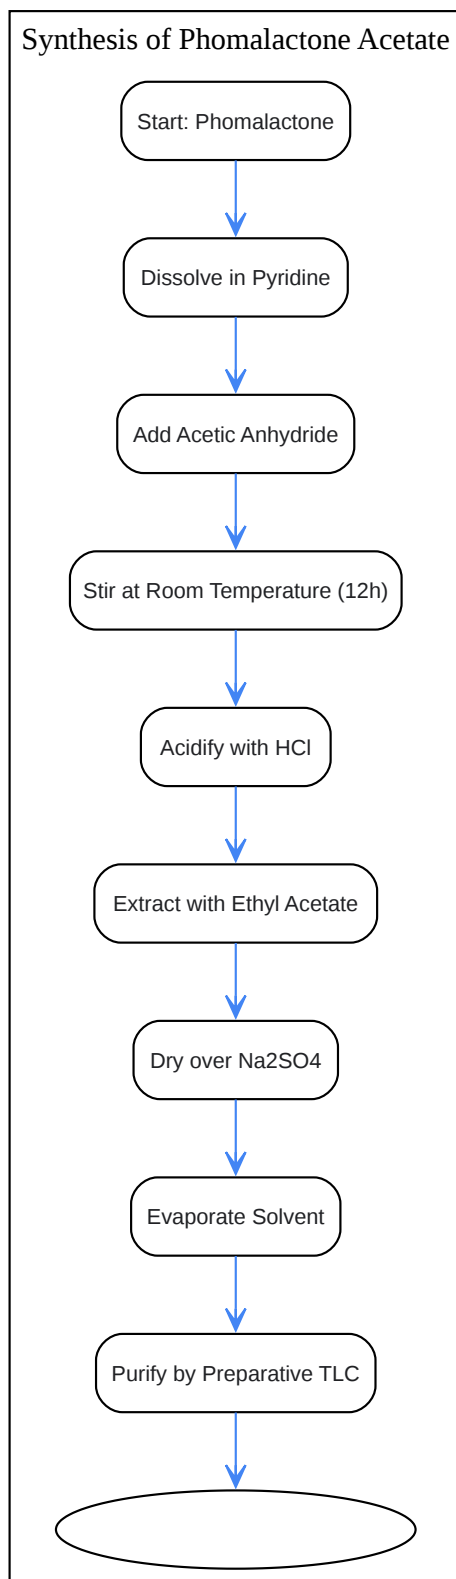 Synthesis of Phomalactone Acetate
Start: Phomalactone
Dissolve in Pyridine
Add Acetic Anhydride
Stir at Room Temperature (12h)
Acidify with HCl
Extract with Ethyl Acetate
Dry over Na2SO4
Evaporate Solvent
Purify by Preparative TLC